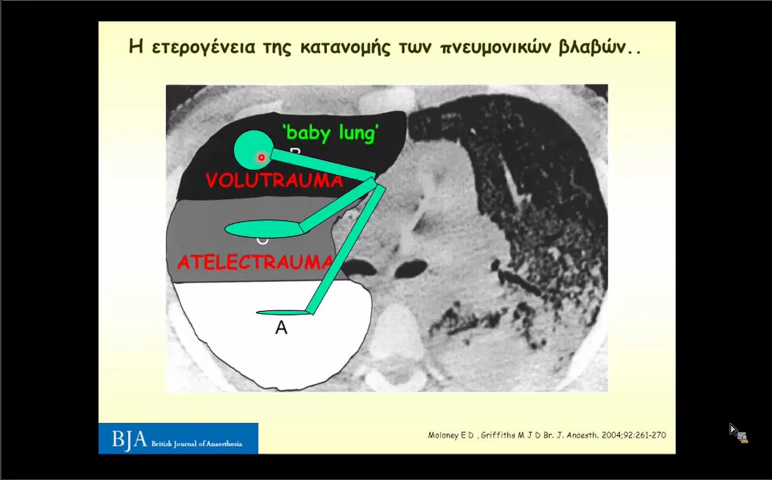 Η ετερογένεια της κατανομής των πνευμονικών βλαβών..
'baby lung'
VOLUTRAUMA
ATELECTRAUMA
A
BJA British Journal of Anaesthesia
Moloney E D , Griffiths M J D Br. J. Anaesth. 2004;92:261-270